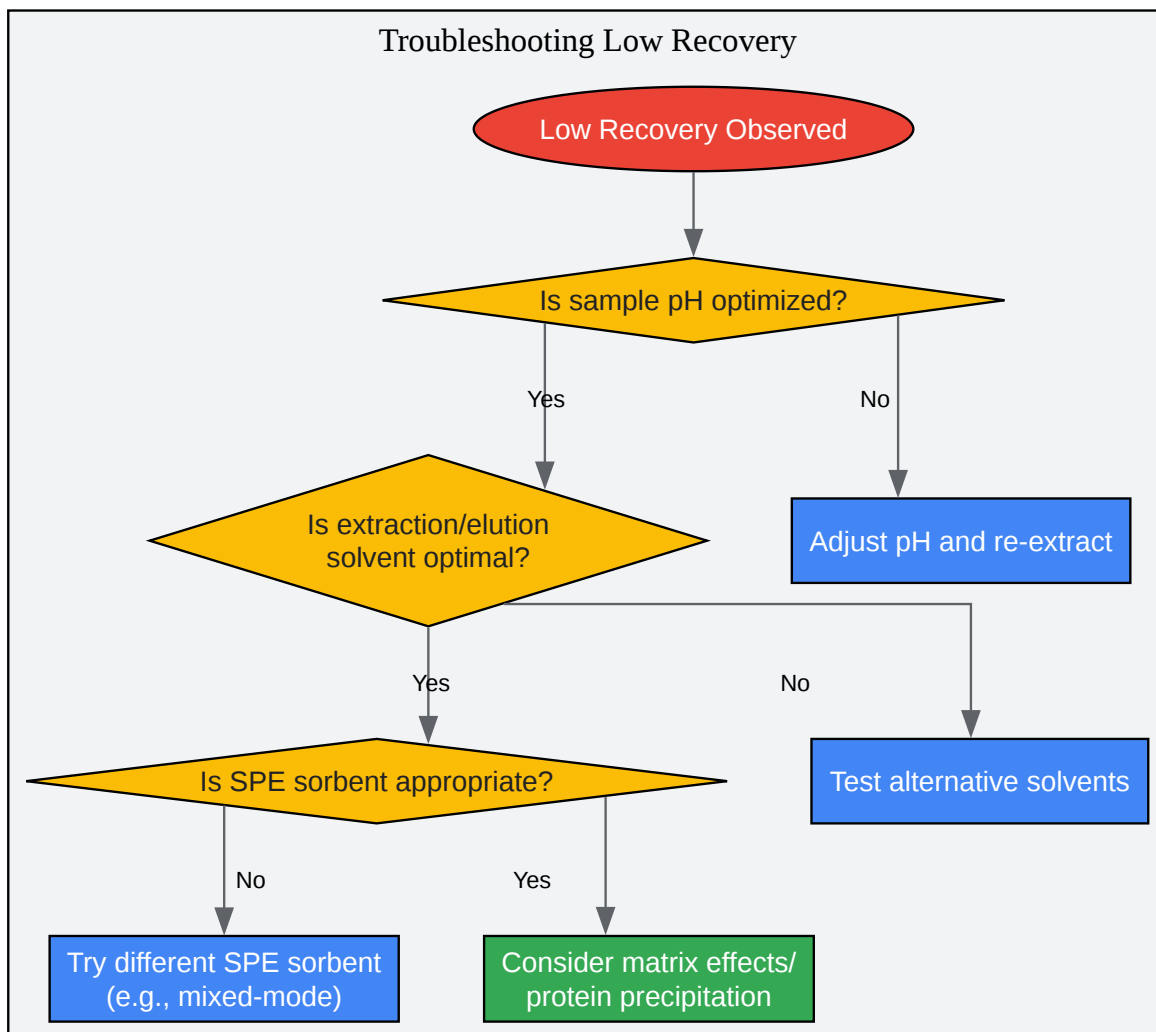 Troubleshooting Low Recovery
Low Recovery Observed
Is sample pH optimized?
Yes
No
Is extraction/elution
solvent optimal?
Adjust pH and re-extract
Yes
No
Is SPE sorbent appropriate?
Test alternative solvents
No
Yes
Try different SPE sorbent
(e.g., mixed-mode)
Consider matrix effects/
protein precipitation